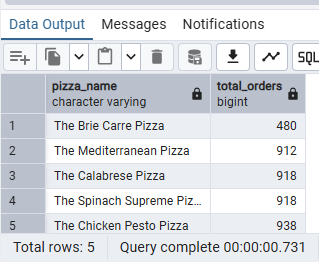 Data Output Messages Notifications
SQL
pizza_name total_orders
character varying bigint
1 The Brie Carre Pizza 480
2 The Mediterranean Pizza 912
3 The Calabrese Pizza 918
4 The Spinach Supreme Piz... 918
5 The Chicken Pesto Pizza 938
Total rows: 5 Query complete 00:00:00.731